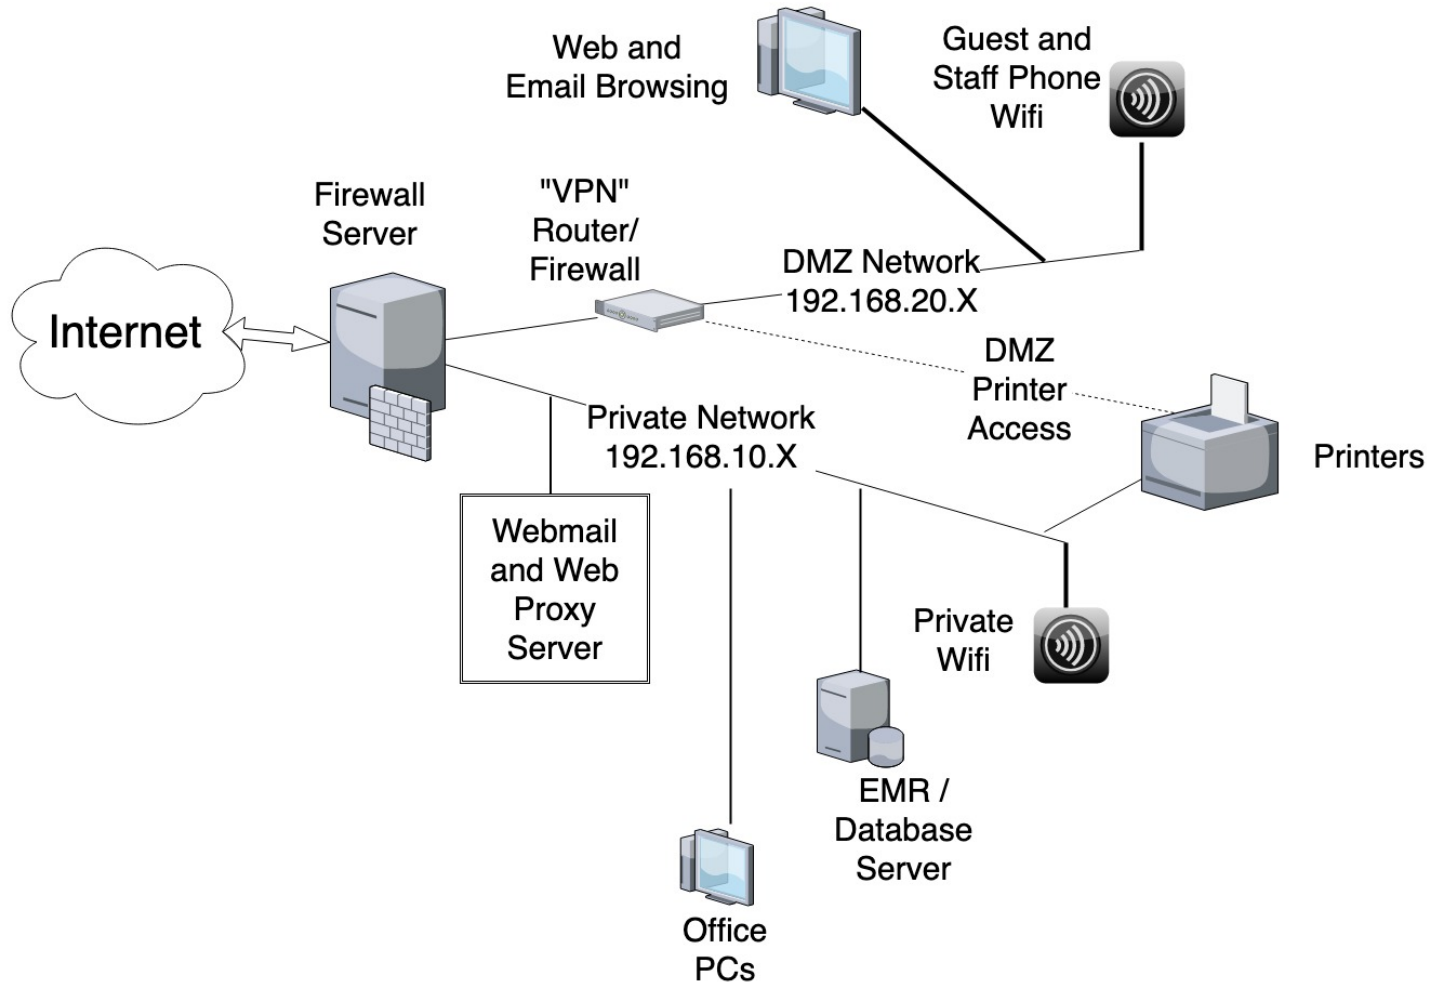 Web and
Email Browsing
Guest and
Staff Phone
Wifi
Firewall
Server
"VPN"
Router/
Firewall
Internet
DMZ Network
192.168.20.X
DMZ
Printer
Access
Printers
Private Network
192.168.10.X
Webmail
and Web
Proxy
Server
Private
Wifi
EMR /
Database
Server
Office
PCs